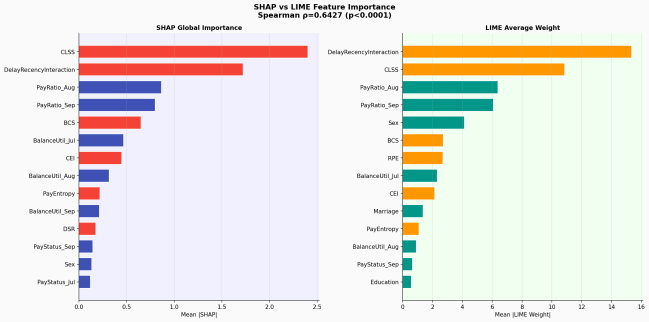 SHAP vs LIME Feature Importance
Spearman ρ=0.6427 (p<0.0001)
SHAP Global Importance
CLSS
DelayRecencyInteraction
PayRatio_Aug
PayRatio_Sep
BCS
BalanceUtil_Jul
CEI
BalanceUtil_Aug
PayEntropy
BalanceUtil_Sep
DSR
PayStatus_Sep
Sex
PayStatus_Jul
0.0 0.5 1.0 1.5 2.0 2.5
Mean |SHAP|
LIME Average Weight
DelayRecencyInteraction
CLSS
PayRatio_Aug
PayRatio_Sep
Sex
BCS
RPE
BalanceUtil_Jul
CEI
Marriage
PayEntropy
BalanceUtil_Aug
PayStatus_Sep
Education
0 2 4 6 8 10 12 14 16
Mean |LIME Weight|